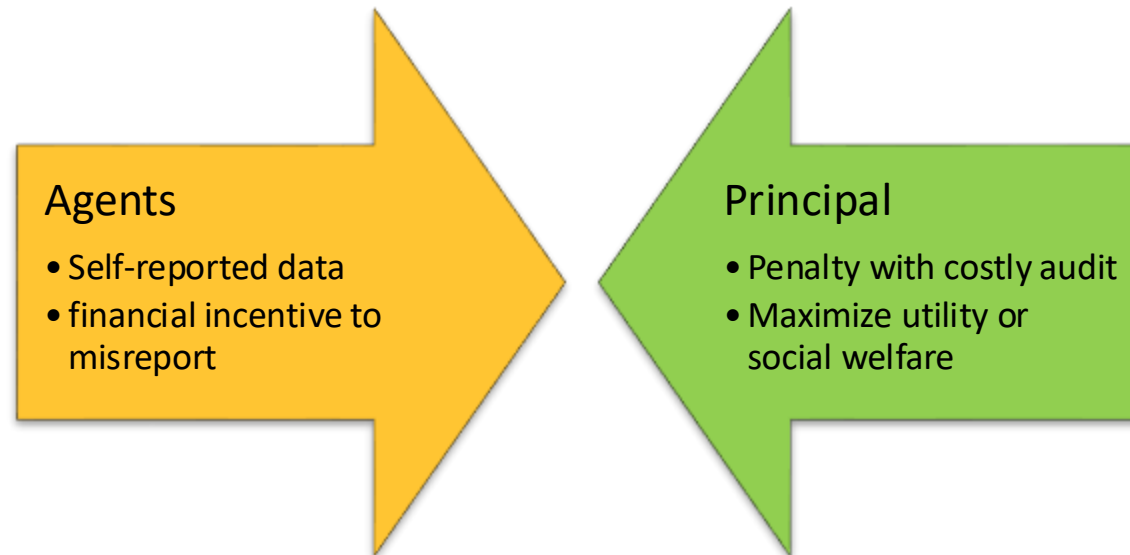 Agents
• Self-reported data
• financial incentive to
misreport
Principal
• Penalty with costly audit
• Maximize utility or
social welfare